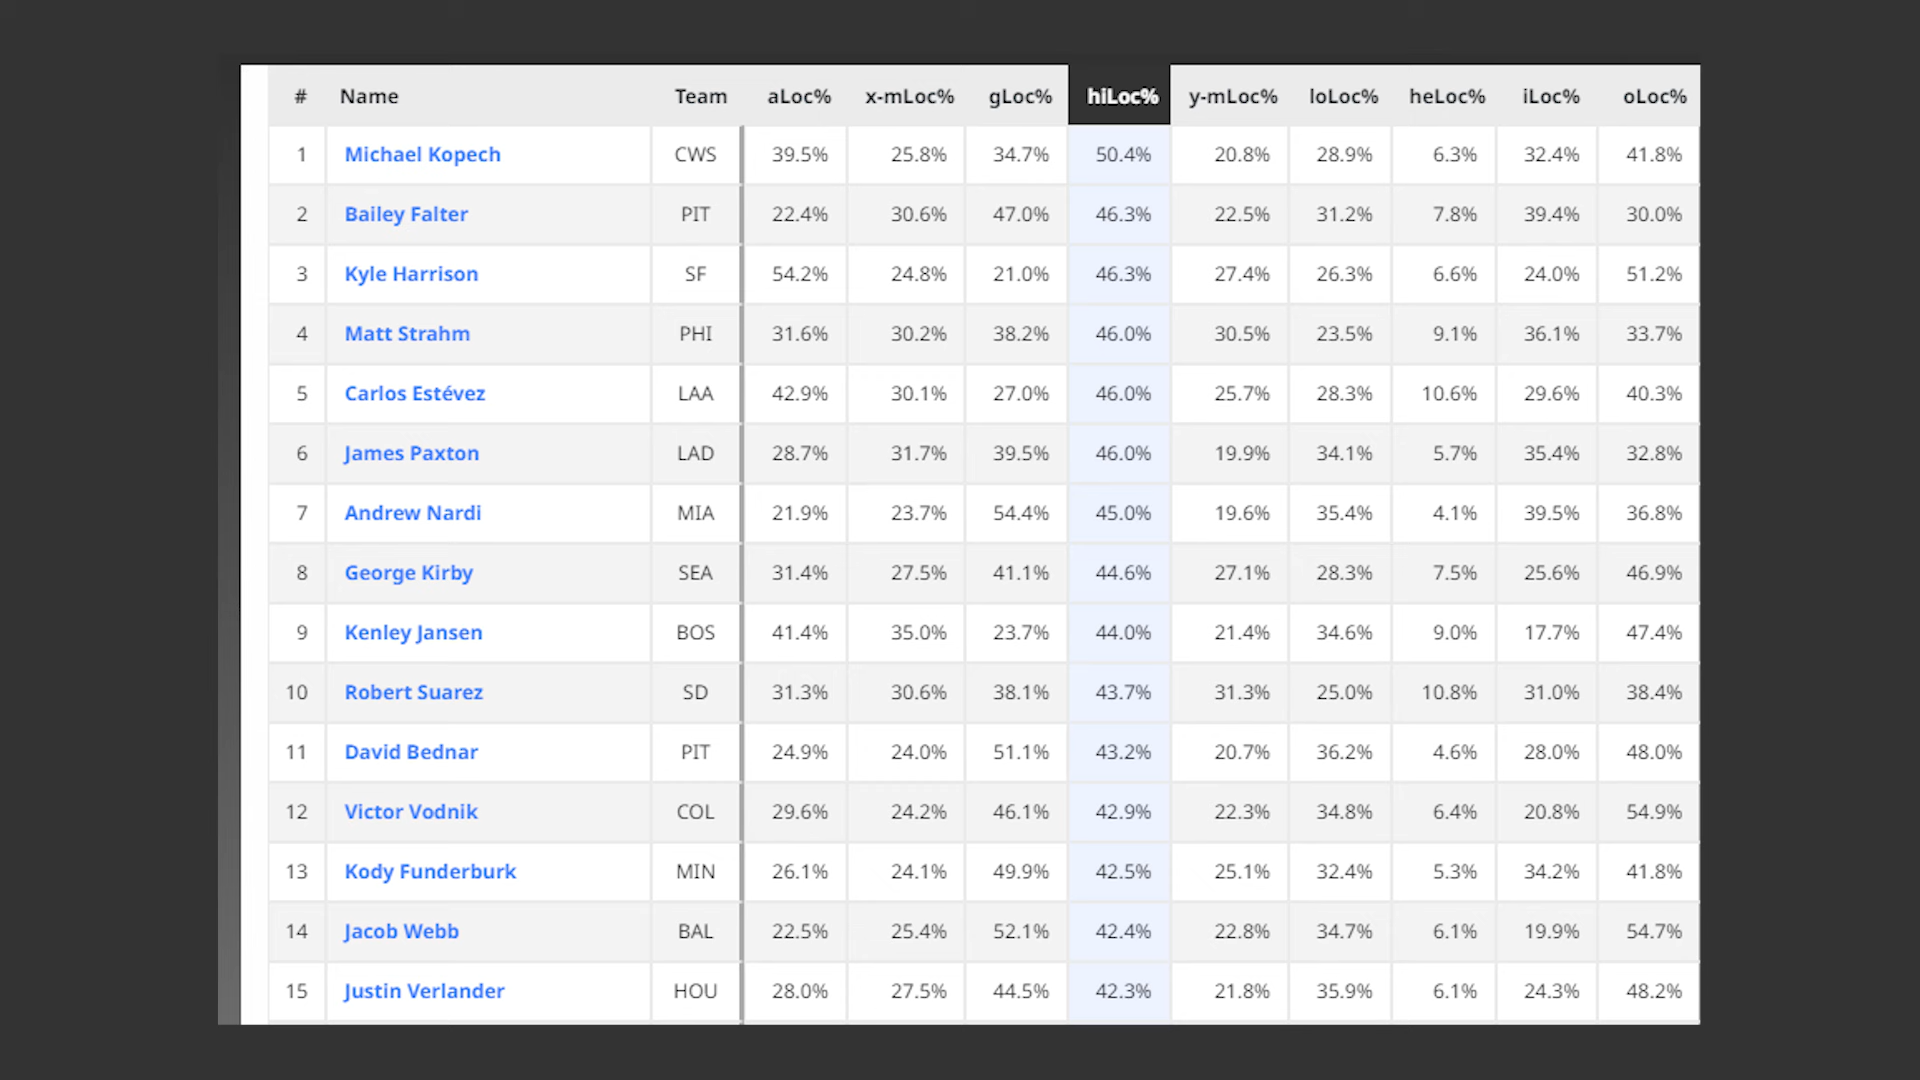 # Name Team aLoc% x-mLoc% gLoc% hiLoc% y-mLoc% loLoc% heLoc% iLoc% oLoc%
1 Michael Kopech CWS 39.5% 25.8% 34.7% 50.4% 20.8% 28.9% 6.3% 32.4% 41.8%
2 Bailey Falter PIT 22.4% 30.6% 47.0% 46.3% 22.5% 31.2% 7.8% 39.4% 30.0%
3 Kyle Harrison SF 54.2% 24.8% 21.0% 46.3% 27.4% 26.3% 6.6% 24.0% 51.2%
4 Matt Strahm PHI 31.6% 30.2% 38.2% 46.0% 30.5% 23.5% 9.1% 36.1% 33.7%
5 Carlos Estévez LAA 42.9% 30.1% 27.0% 46.0% 25.7% 28.3% 10.6% 29.6% 40.3%
6 James Paxton LAD 28.7% 31.7% 39.5% 46.0% 19.9% 34.1% 5.7% 35.4% 32.8%
7 Andrew Nardi MIA 21.9% 23.7% 54.4% 45.0% 19.6% 35.4% 4.1% 39.5% 36.8%
8 George Kirby SEA 31.4% 27.5% 41.1% 44.6% 27.1% 28.3% 7.5% 25.6% 46.9%
9 Kenley Jansen BOS 41.4% 35.0% 23.7% 44.0% 21.4% 34.6% 9.0% 17.7% 47.4%
10 Robert Suarez SD 31.3% 30.6% 38.1% 43.7% 31.3% 25.0% 10.8% 31.0% 38.4%
11 David Bednar PIT 24.9% 24.0% 51.1% 43.2% 20.7% 36.2% 4.6% 28.0% 48.0%
12 Victor Vodnik COL 29.6% 24.2% 46.1% 42.9% 22.3% 34.8% 6.4% 20.8% 54.9%
13 Kody Funderburk MIN 26.1% 24.1% 49.9% 42.5% 25.1% 32.4% 5.3% 34.2% 41.8%
14 Jacob Webb BAL 22.5% 25.4% 52.1% 42.4% 22.8% 34.7% 6.1% 19.9% 54.7%
15 Justin Verlander HOU 28.0% 27.5% 44.5% 42.3% 21.8% 35.9% 6.1% 24.3% 48.2%